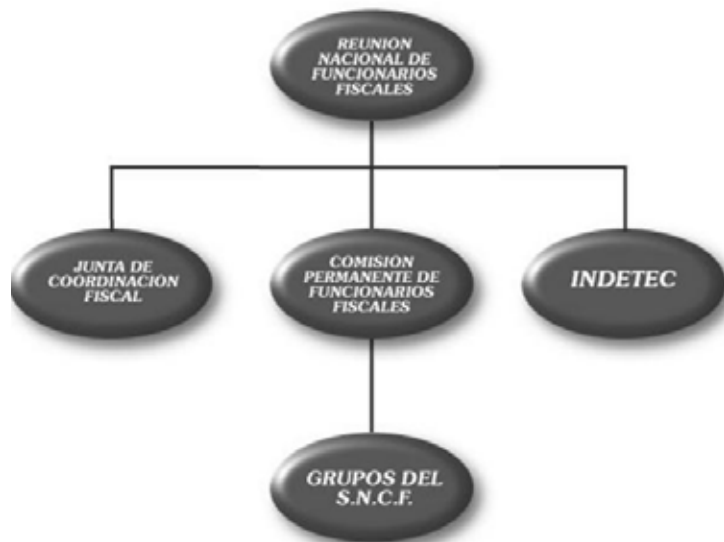 REUNION
NACIONAL DE
FUNCIONARIOS
FISCALES
JUNTA DE
COORDINACION
FISCAL
COMISION
PERMANENTE DE
FUNCIONARIOS
FISCALES
INDETEC
GRUPOS DEL
S.N.C.F.